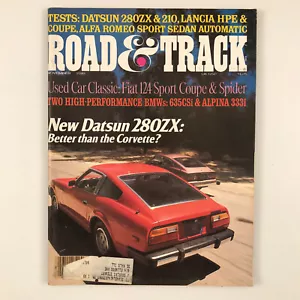 TESTS: DATSUN 280ZX & 210, LANCIA HPE &
COUPE, ALFA ROMEO SPORT SEDAN AUTOMATIC
ROAD & TRACK
Used Car Classic: Fiat 124 Sport Coupe & Spider
TWO HIGH-PERFORMANCE BMWs: 635CSi & ALPINA 333i
New Datsun 280ZX:
Better than the Corvette?